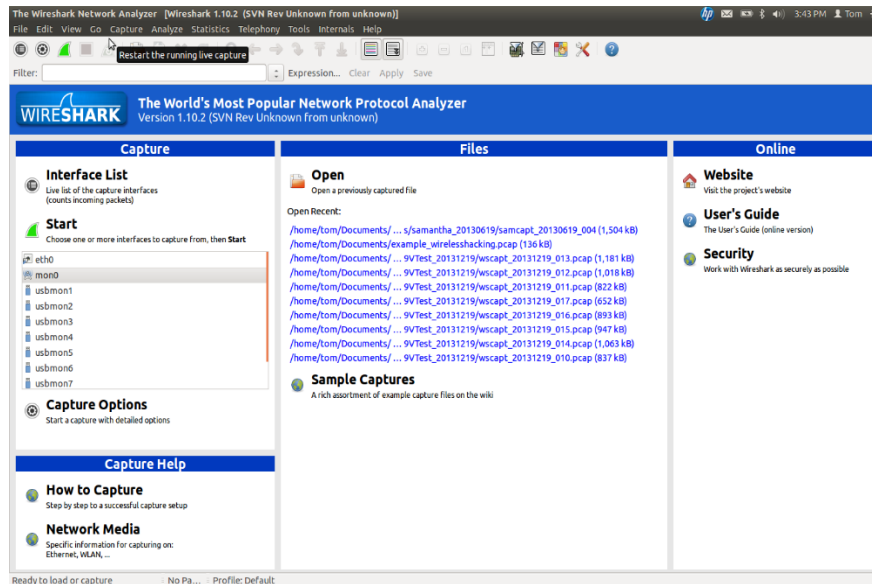 The Wireshark Network Analyzer [Wireshark 1.10.2 (SVN Rev Unknown from unknown)]
3:43 PM Tom
File Edit View Go Capture Analyze Statistics Telephony Tools Internals Help
Restart the running live capture
Filter:
Expression... Clear Apply Save
WIRESHARK
The World's Most Popular Network Protocol Analyzer
Version 1.10.2 (SVN Rev Unknown from unknown)
Capture
Interface List
Live list of the capture interfaces
(counts incoming packets)
Start
Choose one or more interfaces to capture from, then Start
eth0
mon0
usbmon1
usbmon2
usbmon3
usbmon4
usbmon5
usbmon6
usbmon7
Capture Options
Start a capture with detailed options
Capture Help
How to Capture
Step by step to a successful capture setup
Network Media
Specific information for capturing on:
Ethernet, WLAN, ...
Files
Open
Open a previously captured file
Open Recent:
/home/tom/Documents/ ... s/samantha_20130619/samcapt_20130619_004 (1,504 kB)
/home/tom/Documents/example_wirelesshacking.pcap (136 kB)
/home/tom/Documents/ ... 9VTest_20131219/wscapt_20131219_013.pcap (1,181 kB)
/home/tom/Documents/ ... 9VTest_20131219/wscapt_20131219_012.pcap (1,018 kB)
/home/tom/Documents/ ... 9VTest_20131219/wscapt_20131219_011.pcap (822 kB)
/home/tom/Documents/ ... 9VTest_20131219/wscapt_20131219_017.pcap (652 kB)
/home/tom/Documents/ ... 9VTest_20131219/wscapt_20131219_016.pcap (893 kB)
/home/tom/Documents/ ... 9VTest_20131219/wscapt_20131219_015.pcap (947 kB)
/home/tom/Documents/ ... 9VTest_20131219/wscapt_20131219_014.pcap (1,063 kB)
/home/tom/Documents/ ... 9VTest_20131219/wscapt_20131219_010.pcap (837 kB)
Sample Captures
A rich assortment of example capture files on the wiki
Online
Website
Visit the project's website
User's Guide
The User's Guide (online version)
Security
Work with Wireshark as securely as possible
Ready to load or capture
No Pa...
Profile: Default